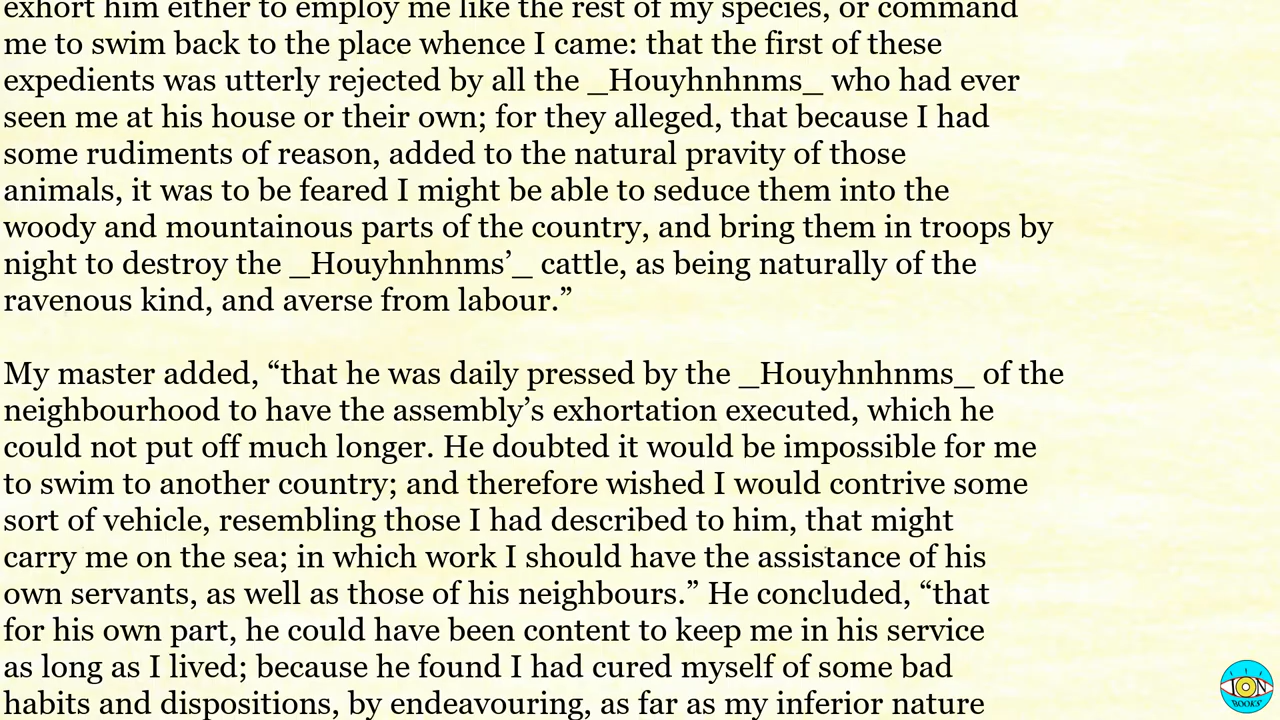 exhort him either to employ me like the rest of my species, or command
me to swim back to the place whence I came: that the first of these
expedients was utterly rejected by all the _Houyhnhnms_ who had ever
seen me at his house or their own; for they alleged, that because I had
some rudiments of reason, added to the natural pravity of those
animals, it was to be feared I might be able to seduce them into the
woody and mountainous parts of the country, and bring them in troops by
night to destroy the _Houyhnhnms’_ cattle, as being naturally of the
ravenous kind, and averse from labour.”
My master added, “that he was daily pressed by the _Houyhnhnms_ of the
neighbourhood to have the assembly’s exhortation executed, which he
could not put off much longer. He doubted it would be impossible for me
to swim to another country; and therefore wished I would contrive some
sort of vehicle, resembling those I had described to him, that might
carry me on the sea; in which work I should have the assistance of his
own servants, as well as those of his neighbours.” He concluded, “that
for his own part, he could have been content to keep me in his service
as long as I lived; because he found I had cured myself of some bad
habits and dispositions, by endeavouring, as far as my inferior nature
ION
BOOKS